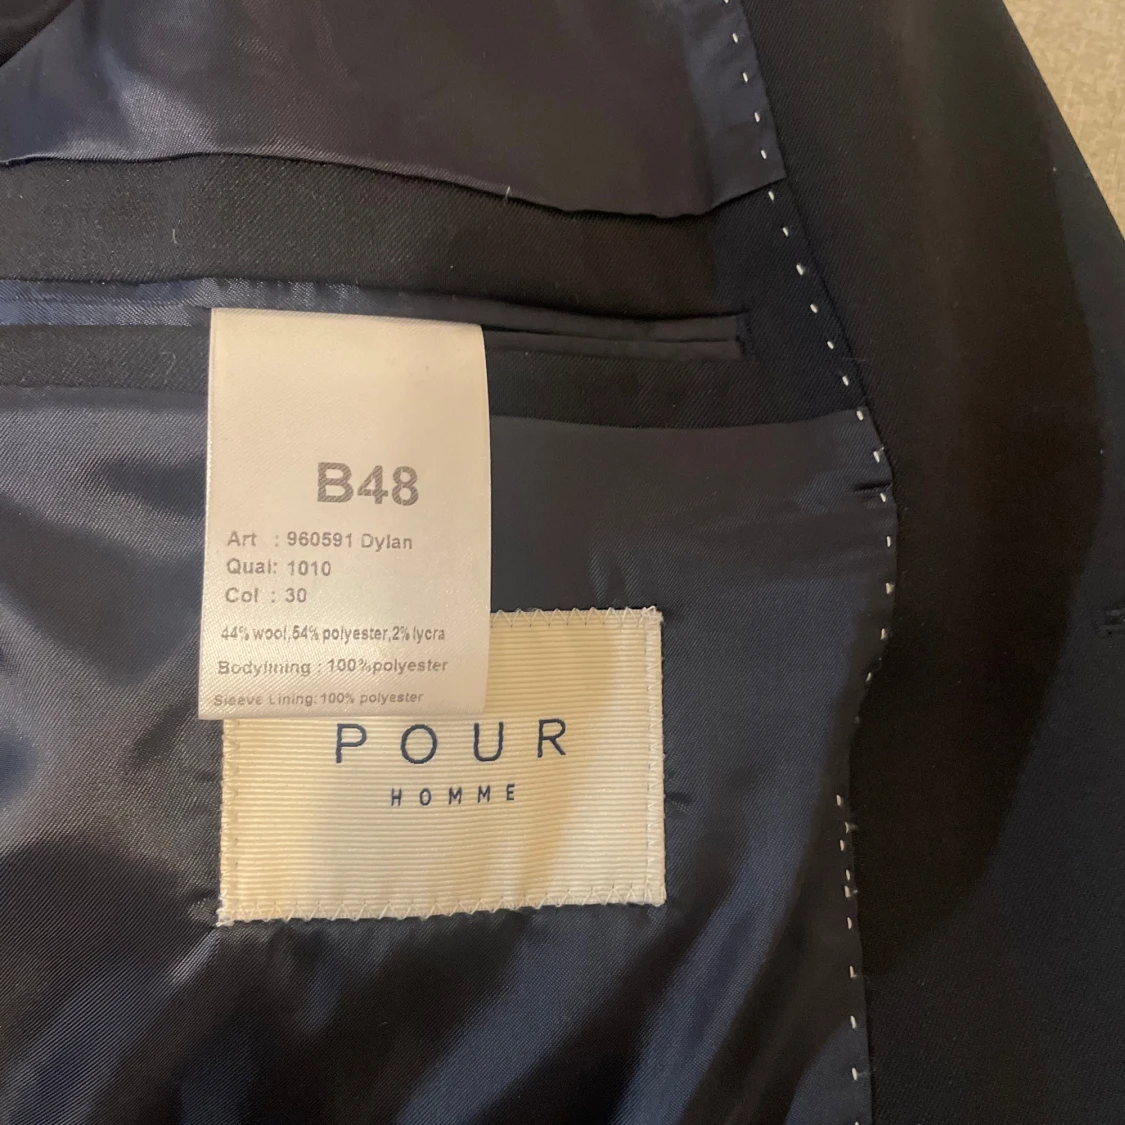 B48
Art : 960591 Dylan
Qual: 1010
Col : 30
44% wool,54% polyester,2% lycra
Bodylining : 100%polyester
Sleeve Lining: 100% polyester
POUR
HOMME